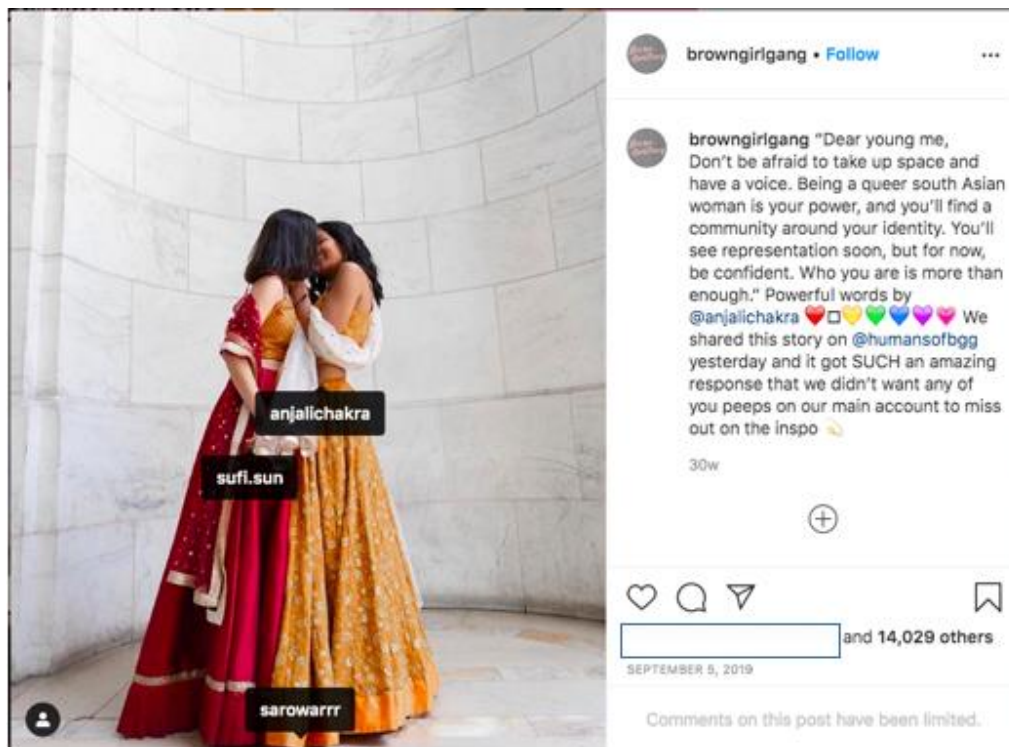 anjalichakra
sufi.sun
sarowarrr
browngirlgang • Follow
browngirlgang “Dear young me,
Don’t be afraid to take up space and
have a voice. Being a queer south Asian
woman is your power, and you’ll find a
community around your identity. You’ll
see representation soon, but for now,
be confident. Who you are is more than
enough.” Powerful words by
@anjalichakra ❤️□💛💚💙💜💗 We
shared this story on @humansofbgg
yesterday and it got SUCH an amazing
response that we didn’t want any of
you peeps on our main account to miss
out on the inspo 💫
30w
and 14,029 others
SEPTEMBER 5, 2019
Comments on this post have been limited.